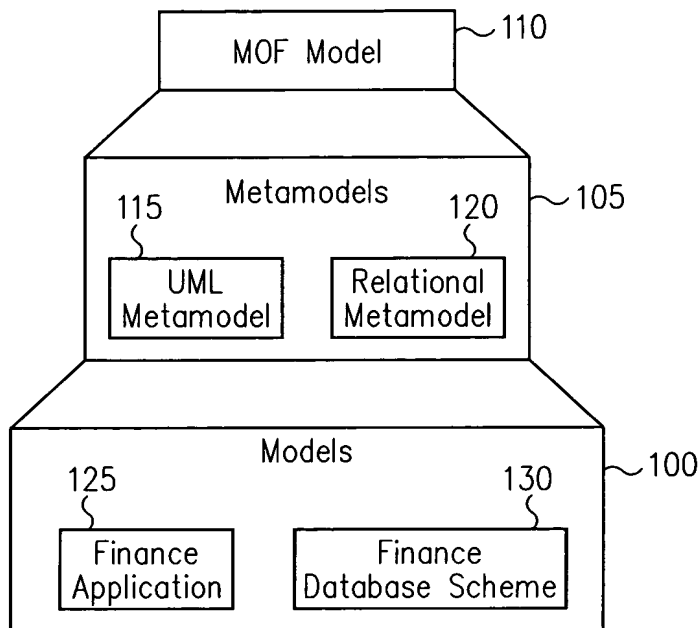 110
MOF Model
Metamodels
105
115
120
UML
Metamodel
Relational
Metamodel
Models
100
125
130
Finance
Application
Finance
Database Scheme